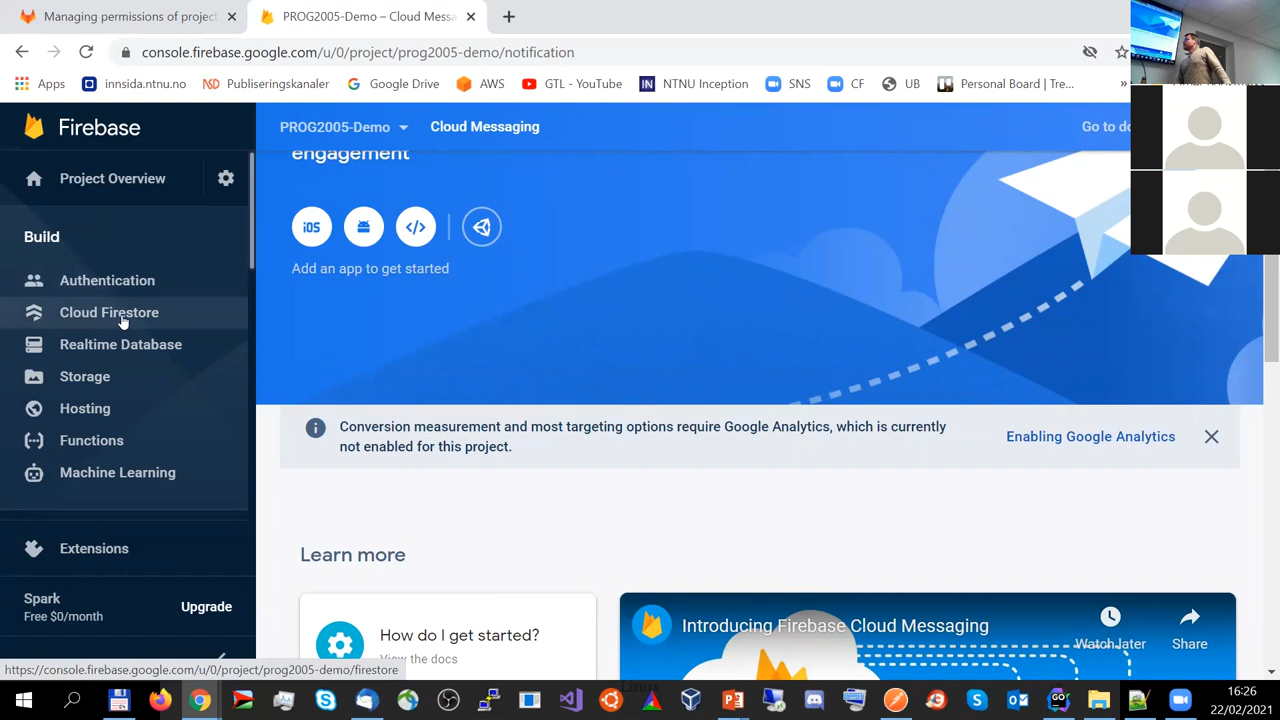 Managing permissions of project
PROG2005-Demo – Cloud Messa
console.firebase.google.com/u/0/project/prog2005-demo/notification
Apps
innsida.ntnu.no
Publiseringskanaler
Google Drive
AWS
GTL - YouTube
IN
NTNU Inception
SNS
CF
UB
Personal Board | Tre...
»
Firebase
PROG2005-Demo
Cloud Messaging
Go to do
engagement
Project Overview
Build
iOS
Add an app to get started
Authentication
Cloud Firestore
Realtime Database
Storage
Hosting
Functions
Machine Learning
Conversion measurement and most targeting options require Google Analytics, which is currently
not enabled for this project.
Enabling Google Analytics
Extensions
Learn more
Spark
Free $0/month
Upgrade
How do I get started?
View the docs
Introducing Firebase Cloud Messaging
Watch later
Share
https://console.firebase.google.com/u/0/project/prog2005-demo/firestore
Linux
16:26
22/02/2021